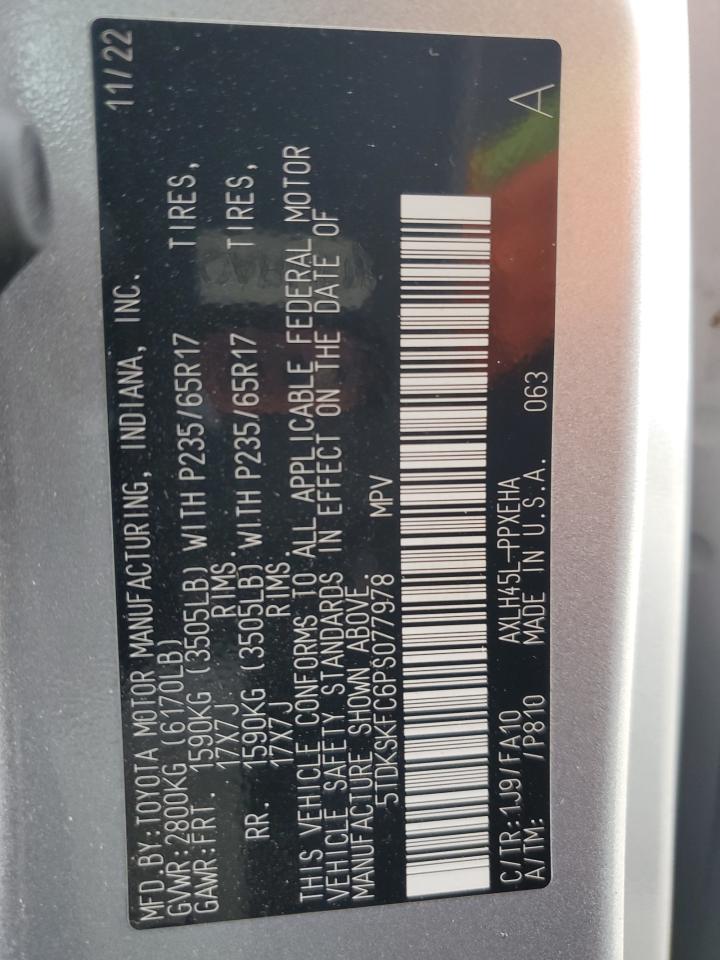 MFD.BY:TOYOTA MOTOR MANUFACTURING, INDIANA, INC. 11/22
GVWR:2800KG (6170LB)
GAWR:FRT. 1590KG (3505LB) WITH P235/65R17 TIRES,
17X7J RIMS.
RR. 1590KG (3505LB) WITH P235/65R17 TIRES,
17X7J RIMS.
THIS VEHICLE CONFORMS TO ALL APPLICABLE FEDERAL MOTOR
VEHICLE SAFETY STANDARDS IN EFFECT ON THE DATE OF
MANUFACTURE SHOWN ABOVE.
5TDKSKFC6PS077978 MPV
C/TR:1J9/FA10 AXLH45L-PPXEHA A
A/TM: /P810 MADE IN U.S.A. 063